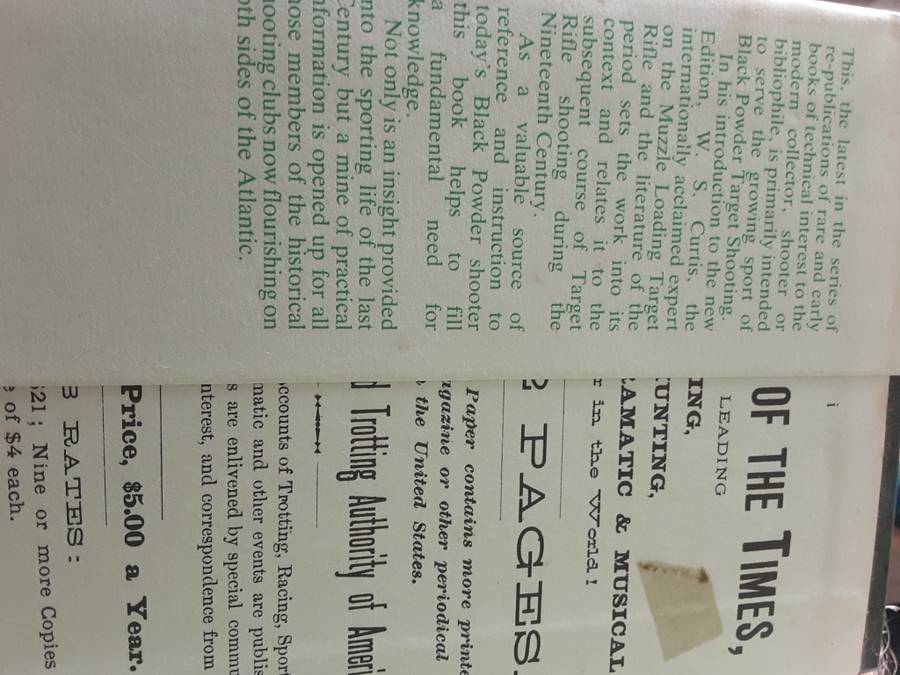 This, the latest in the series of
re-publications of rare and early
books of technical interest to the
modern collector, shooter or
bibliophile, is primarily intended
to serve the growing sport of
Black Powder Target Shooting.
In his introduction to the new
Edition, W. S. Curtis, the
internationally acclaimed expert
on the Muzzle Loading Target
Rifle and the literature of the
period sets the work into its
context and relates it to the
subsequent course of Target
Rifle shooting during the
Nineteenth Century.
As a valuable source of
reference and instruction to
today's Black Powder shooter
this book helps to fill
a fundamental need for
knowledge.
Not only is an insight provided
into the sporting life of the last
Century but a mine of practical
information is opened up for all
those members of the historical
shooting clubs now flourishing on
both sides of the Atlantic.
i
OF THE TIMES,
LEADING
ING,
UNTING,
AMATIC & MUSICAL
r in the World!
2 PAGES.
Paper contains more printe
agazine or other periodical
the United States.
d Trotting Authority of Ameri
accounts of Trotting, Racing, Sport
matic and other events are publis
s are enlivened by special commu
nterest, and correspondence from
Price, $5.00 a Year.
B RATES:
$21; Nine or more Copies
e of $4 each.